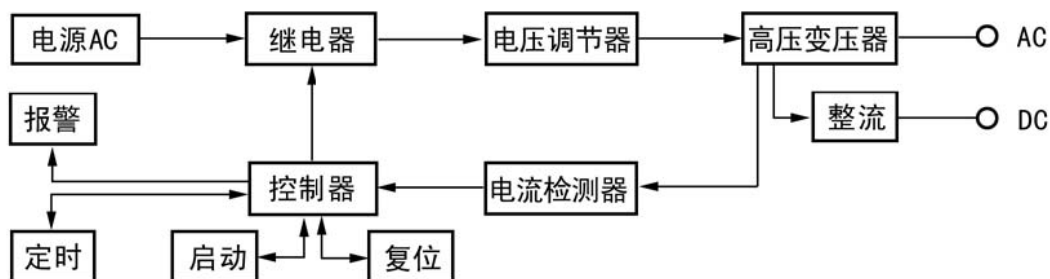 电源AC
继电器
电压调节器
高压变压器
AC
报警
整流
DC
控制器
电流检测器
定时
启动
复位